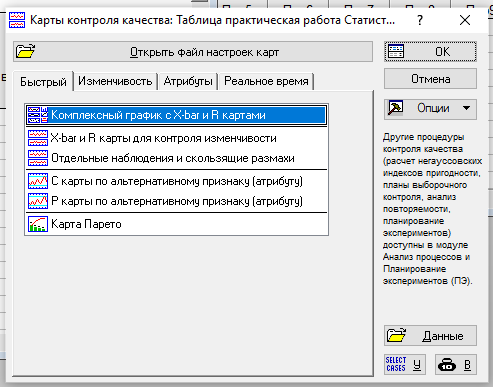 Карты контроля качества: Таблица практическая работа Статист... ? ×
Открыть файл настроек карт
OK
Быстрый Изменчивость Атрибуты Реальное время
Отмена
Опции
Комплексный график с X-bar и R картами
X-bar и R карты для контроля изменчивости
Отдельные наблюдения и скользящие размахи
C карты по альтернативному признаку (атрибуту)
P карты по альтернативному признаку (атрибуту)
Карта Парето
Другие процедуры
контроля качества
(расчет негауссовских
индексов пригодности,
планы выборочного
контроля, анализ
повторяемости,
планирование
экспериментов)
доступны в модуле
Анализ процессов и
Планирование
экспериментов (ПЭ).
Данные
SELECT
CASES
У
В